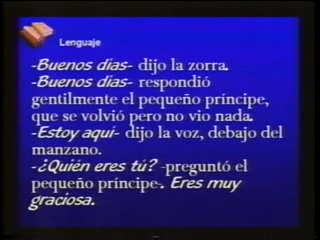 Lenguaje
-Buenos días- dijo la zorra.
-Buenos días- respondió
gentilmente el pequeño príncipe,
que se volvió pero no vio nada.
-Estoy aquí- dijo la voz, debajo del
manzano.
-¿Quién eres tú? -preguntó el
pequeño príncipe-. Eres muy
graciosa.